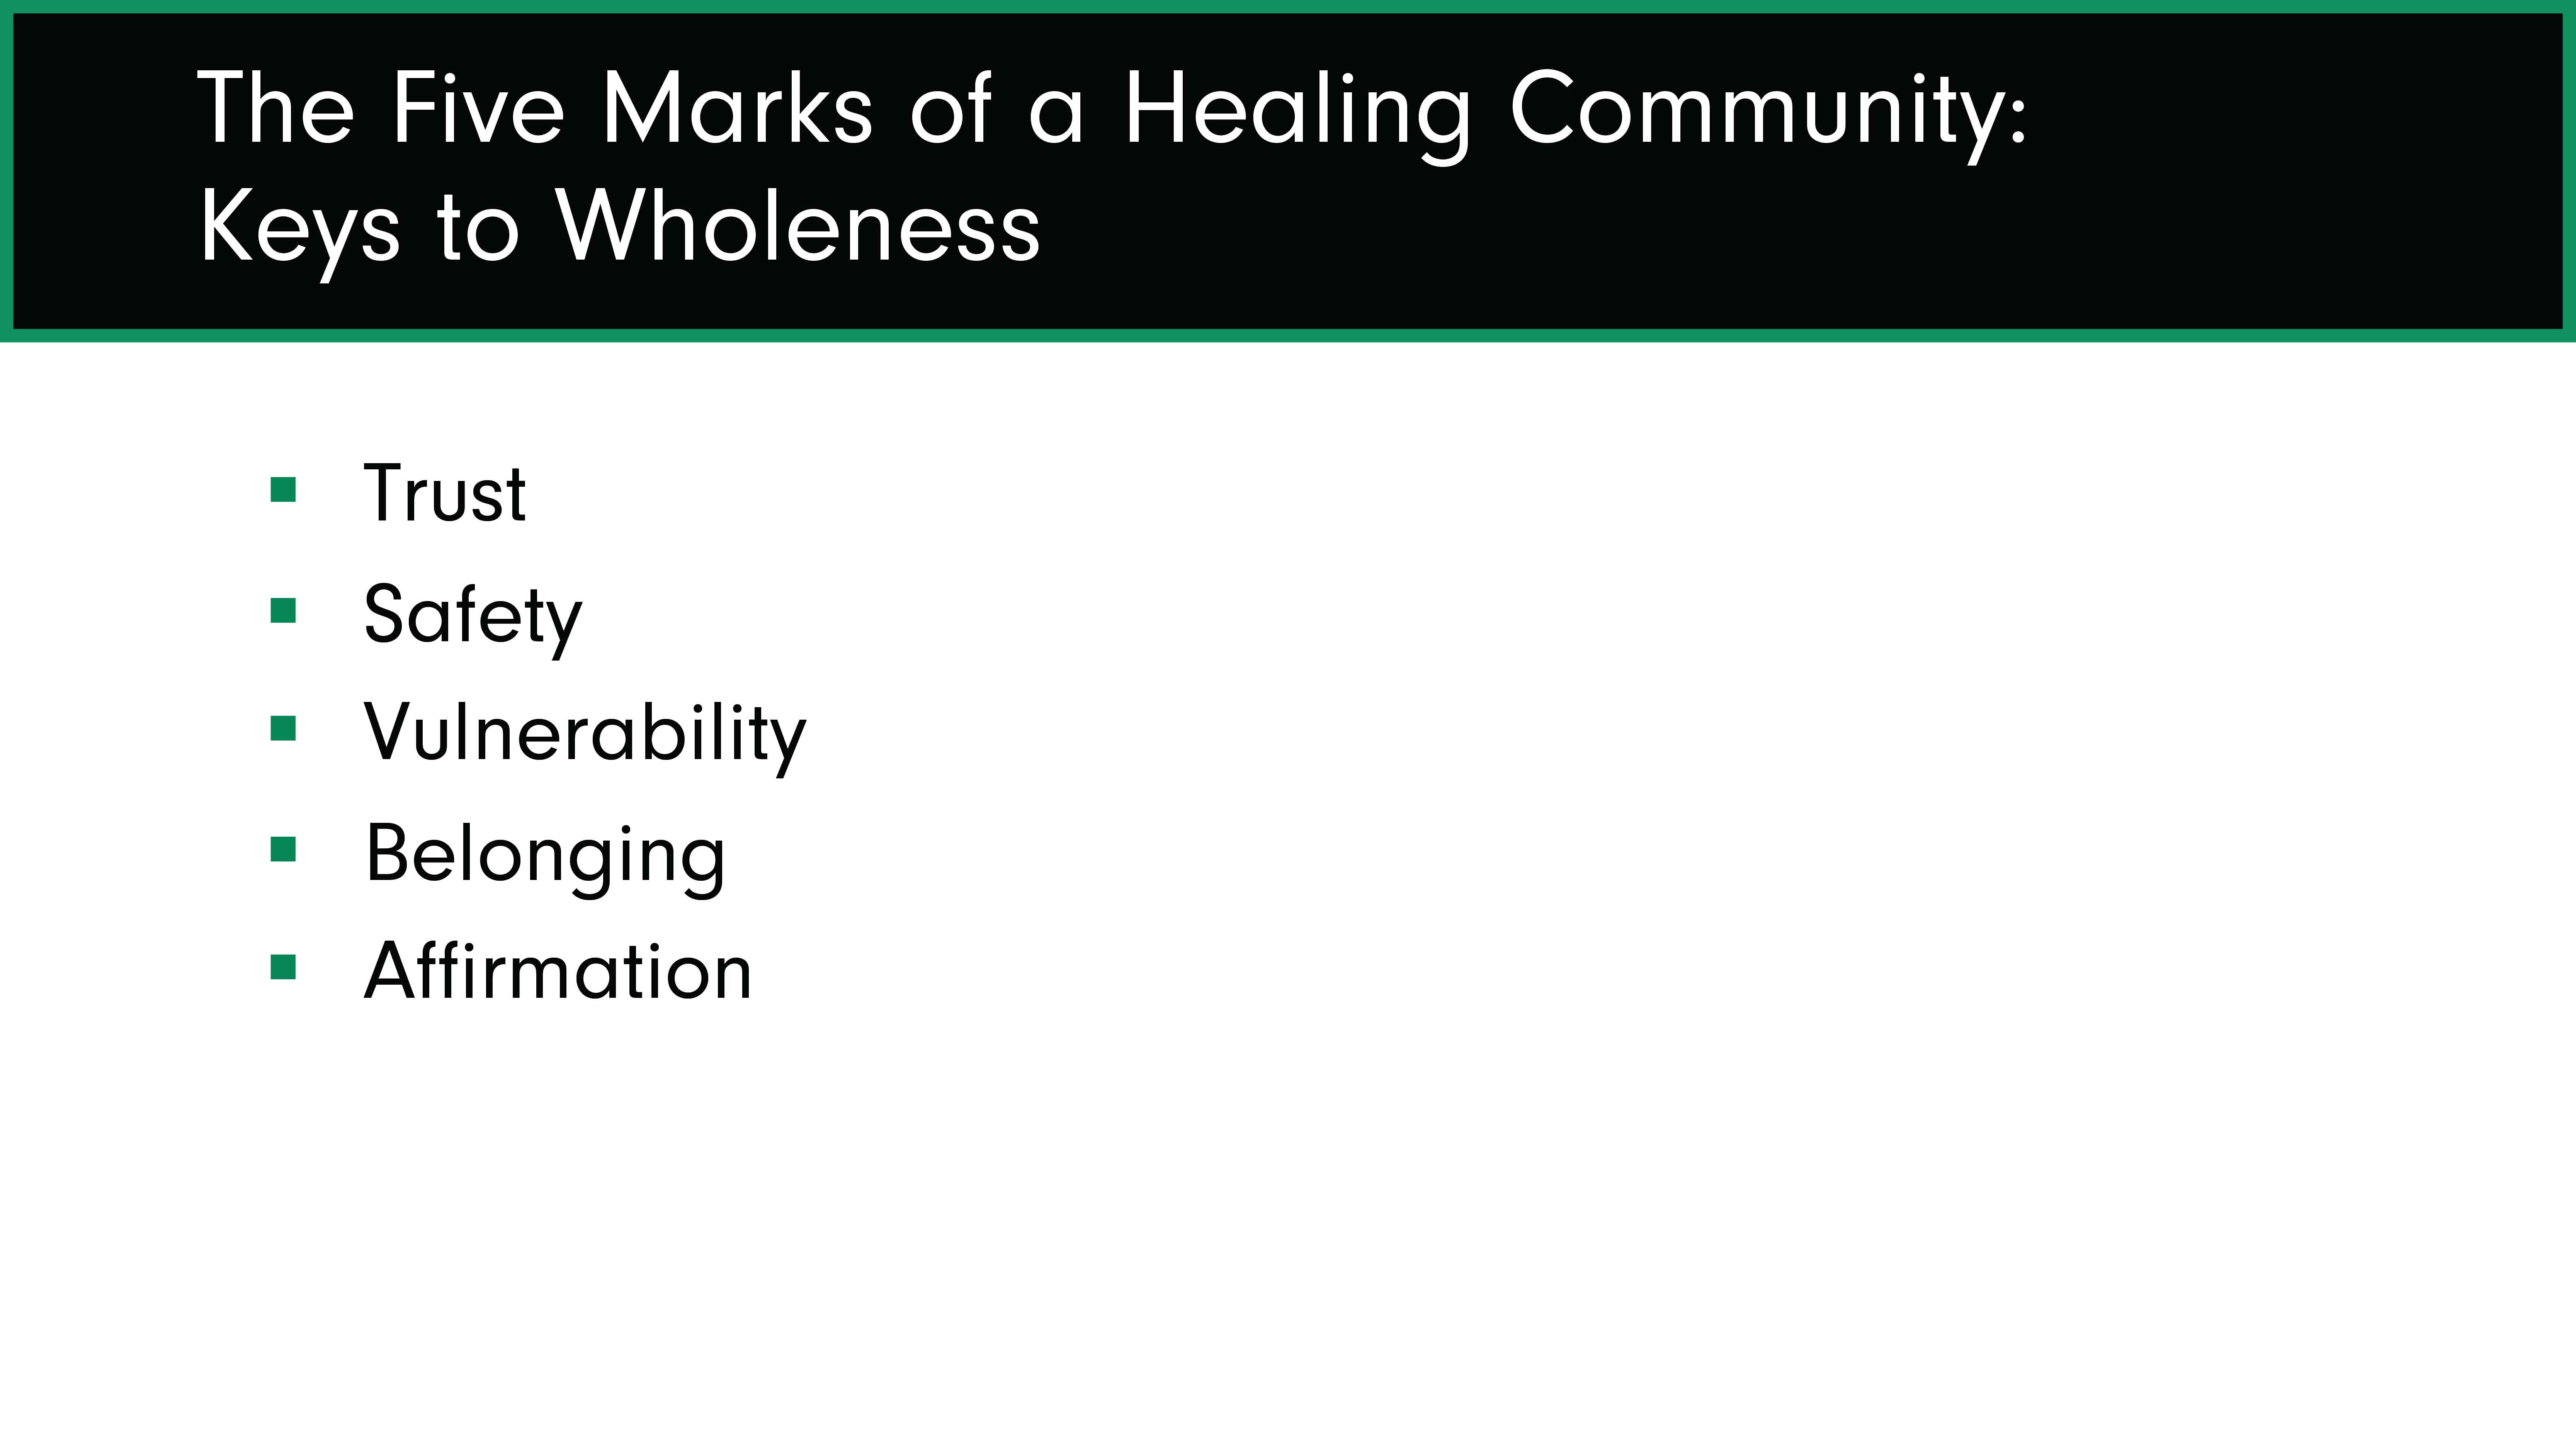 The Five Marks of a Healing Community:
Keys to Wholeness
Trust
Safety
Vulnerability
Belonging
Affirmation